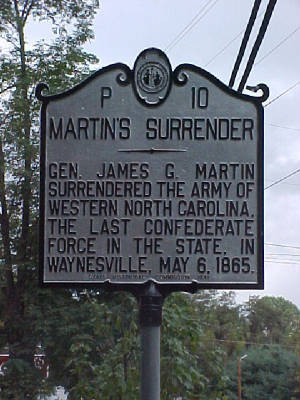 P 10
MARTIN'S SURRENDER
GEN. JAMES G. MARTIN
SURRENDERED THE ARMY OF
WESTERN NORTH CAROLINA,
THE LAST CONFEDERATE
FORCE IN THE STATE, IN
WAYNESVILLE, MAY 6, 1865.